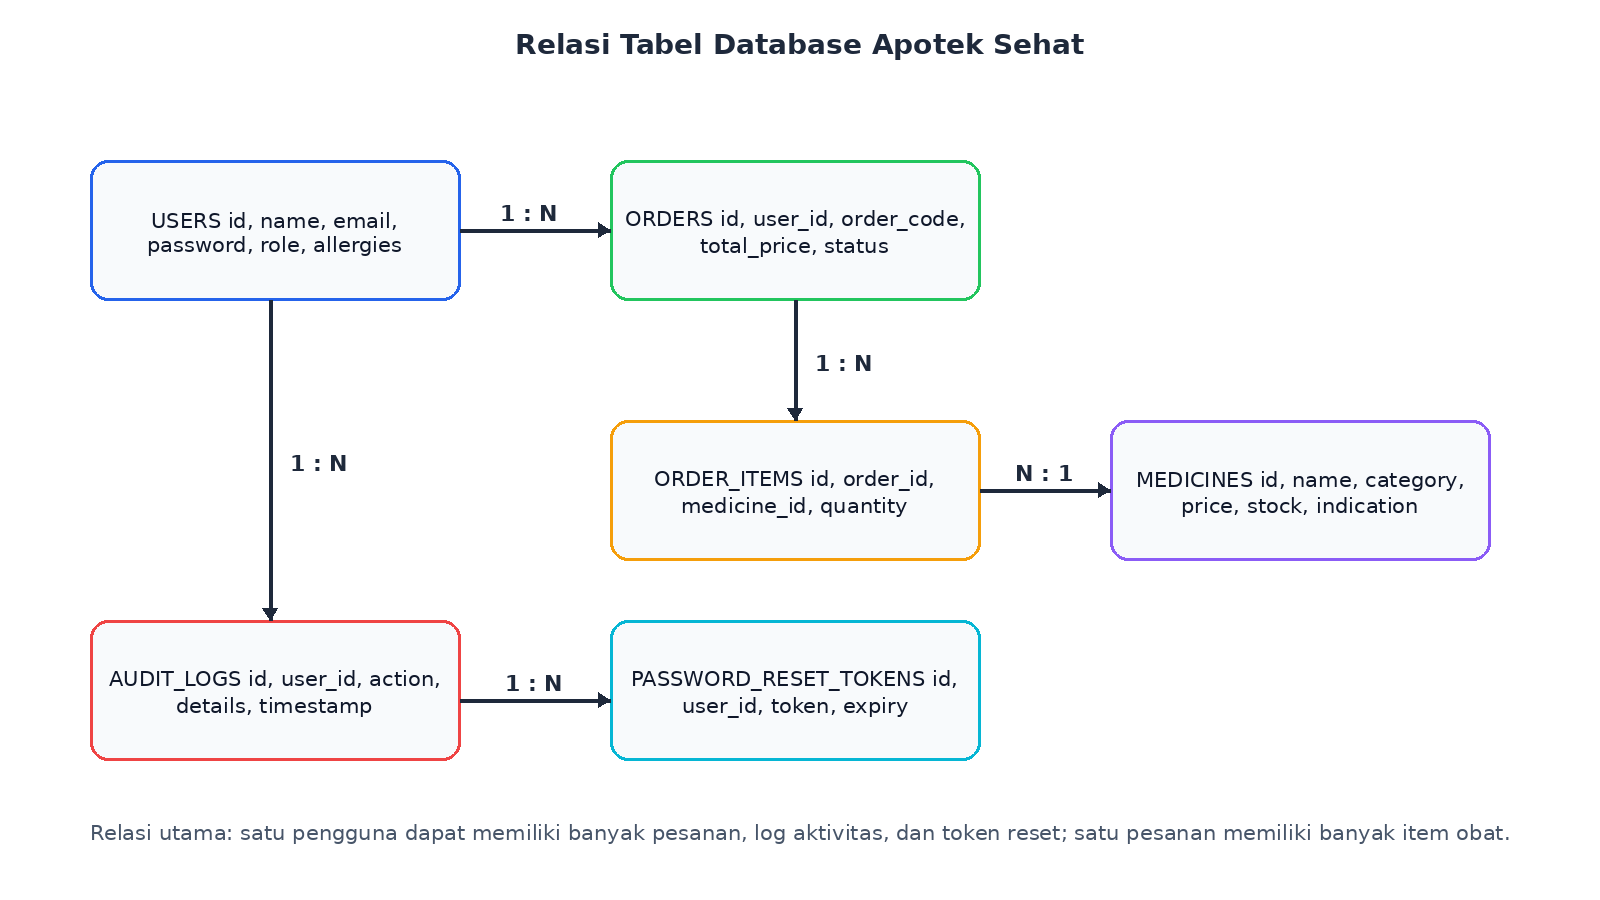 Relasi Tabel Database Apotek Sehat
USERS id, name, email,
password, role, allergies
1 : N
ORDERS id, user_id, order_code,
total_price, status
1 : N
1 : N
ORDER_ITEMS id, order_id,
medicine_id, quantity
N : 1
MEDICINES id, name, category,
price, stock, indication
AUDIT_LOGS id, user_id, action,
details, timestamp
1 : N
PASSWORD_RESET_TOKENS id,
user_id, token, expiry
Relasi utama: satu pengguna dapat memiliki banyak pesanan, log aktivitas, dan token reset; satu pesanan memiliki banyak item obat.